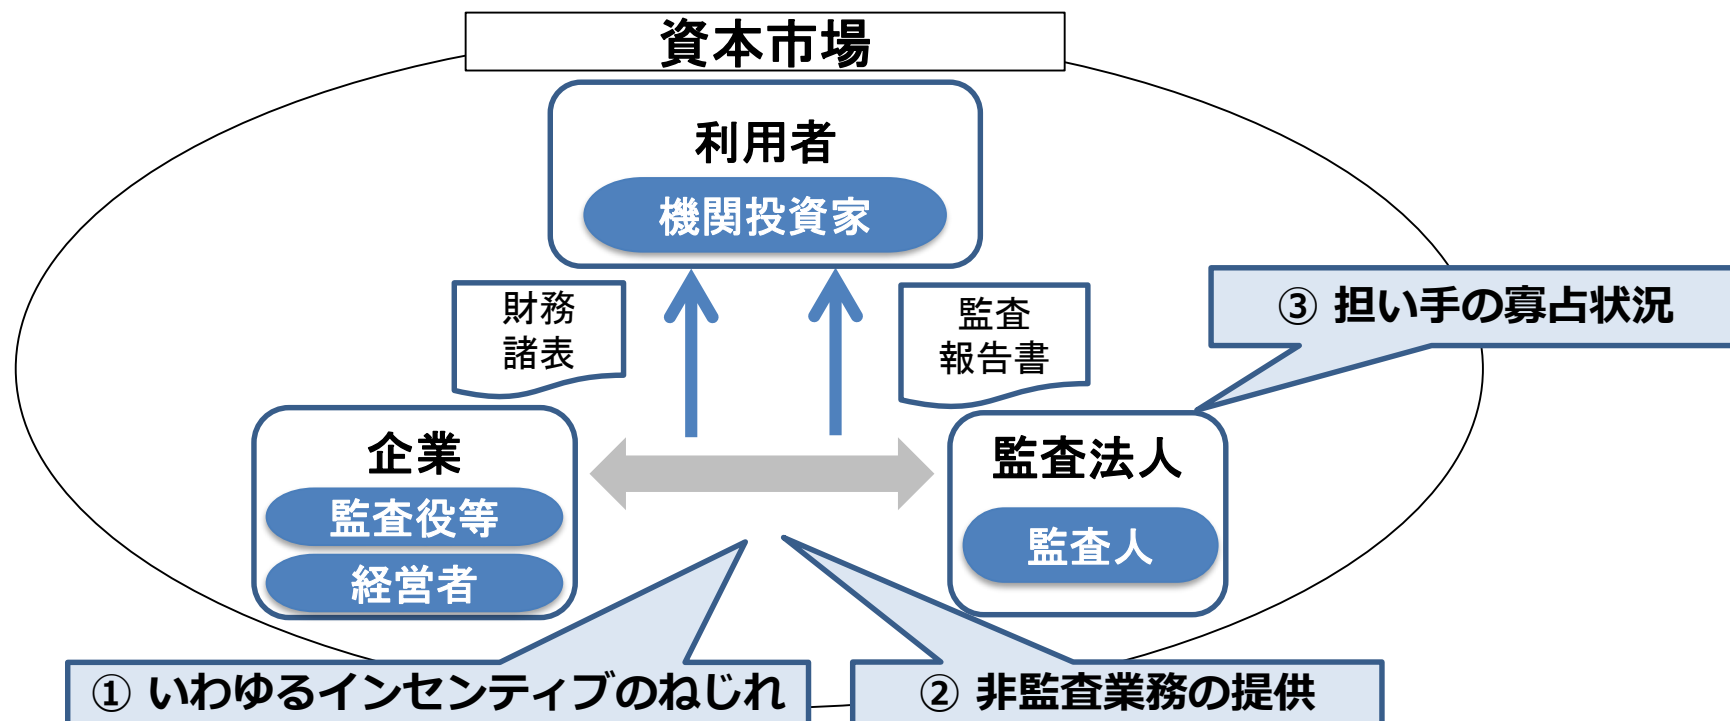 資本市場
利用者
機関投資家
財務
諸表
監査
報告書
③ 担い手の寡占状況
企業
監査役等
経営者
監査法人
監査人
① いわゆるインセンティブのねじれ
② 非監査業務の提供